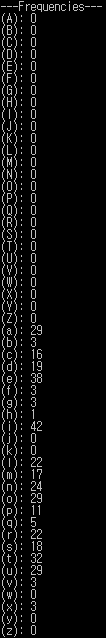 ---Frequencies---
(A): 0
(B): 0
(C): 0
(D): 0
(E): 0
(F): 0
(G): 0
(H): 0
(I): 0
(J): 0
(K): 0
(L): 0
(M): 0
(N): 0
(O): 0
(P): 0
(Q): 0
(R): 0
(S): 0
(T): 0
(U): 0
(V): 0
(W): 0
(X): 0
(Y): 0
(Z): 0
(a): 29
(b): 3
(c): 16
(d): 19
(e): 38
(f): 3
(g): 3
(h): 1
(i): 42
(j): 0
(k): 0
(l): 22
(m): 17
(n): 24
(o): 29
(p): 11
(q): 5
(r): 22
(s): 18
(t): 32
(u): 29
(v): 3
(w): 0
(x): 3
(y): 0
(z): 0